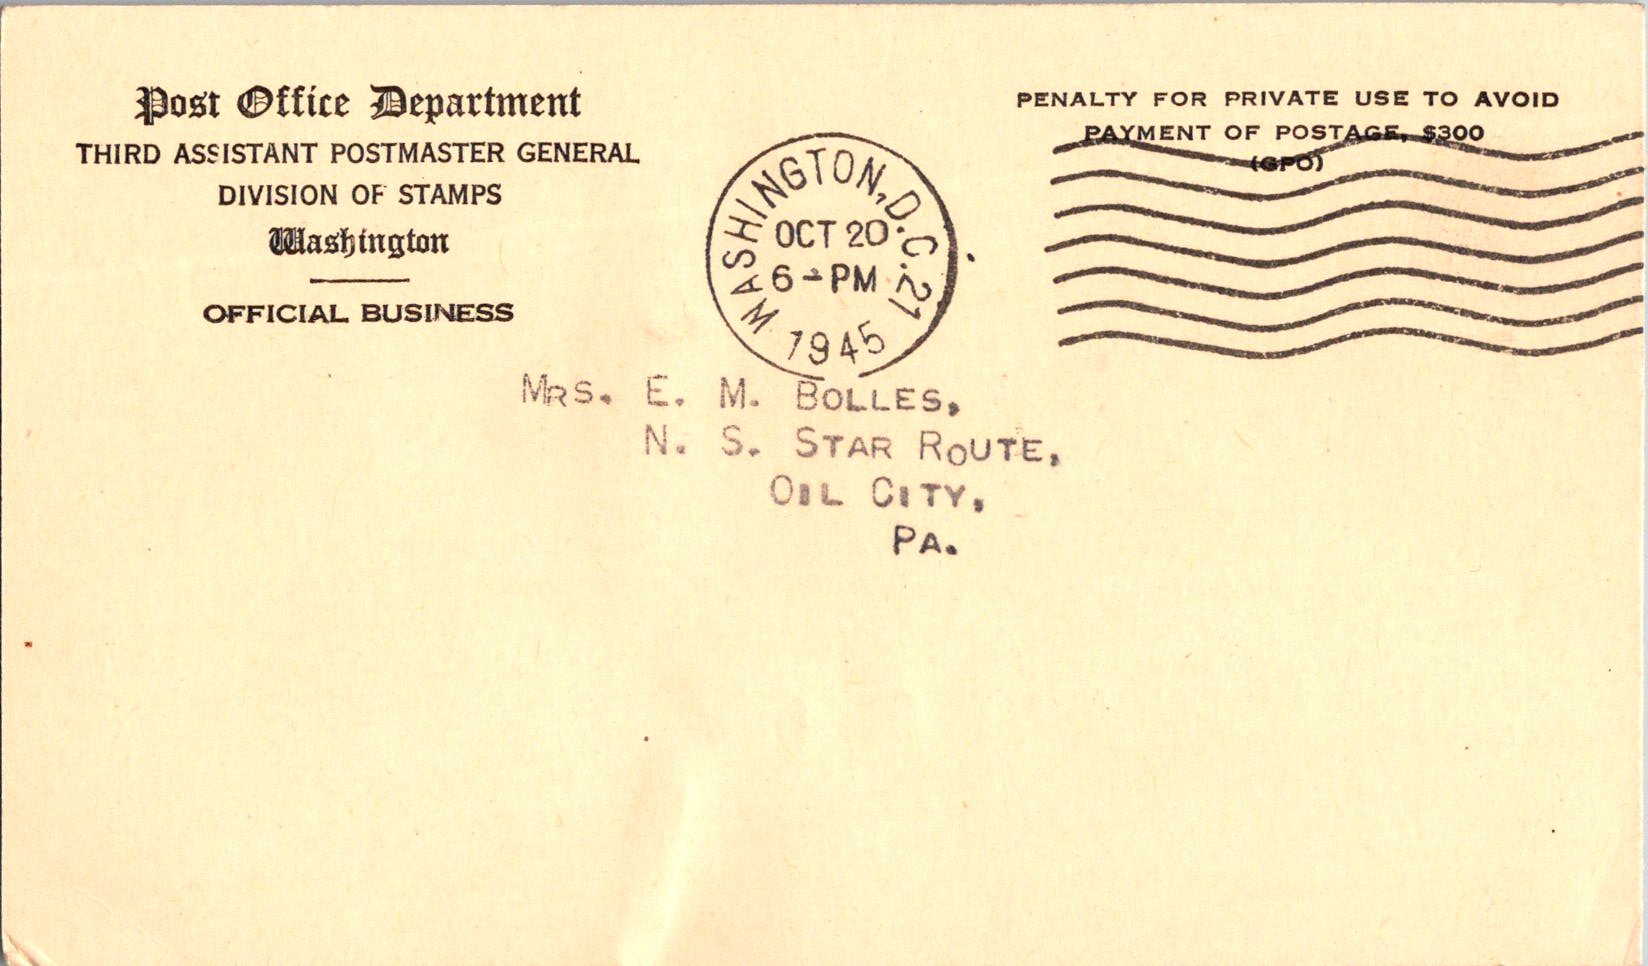 Post Office Department
THIRD ASSISTANT POSTMASTER GENERAL
DIVISION OF STAMPS
Washington
OFFICIAL BUSINESS
PENALTY FOR PRIVATE USE TO AVOID
PAYMENT OF POSTAGE, $300
(GPO)
WASHINGTON, D.C. 21
OCT 20
6 - PM
1945
MRS. E. M. BOLLES,
N. S. STAR ROUTE,
OIL CITY,
PA.